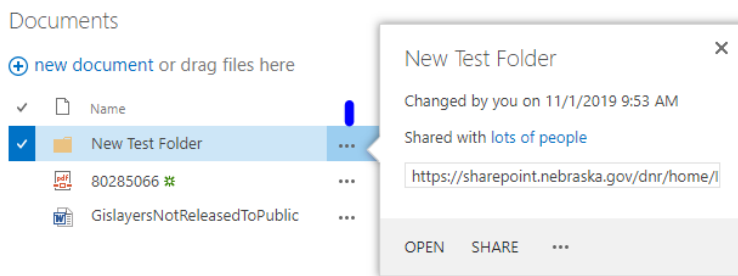 Documents
new document or drag files here
Name
New Test Folder
80285066
GislayersNotReleasedToPublic
New Test Folder
Changed by you on 11/1/2019 9:53 AM
Shared with lots of people
https://sharepoint.nebraska.gov/dnr/home/
OPEN SHARE